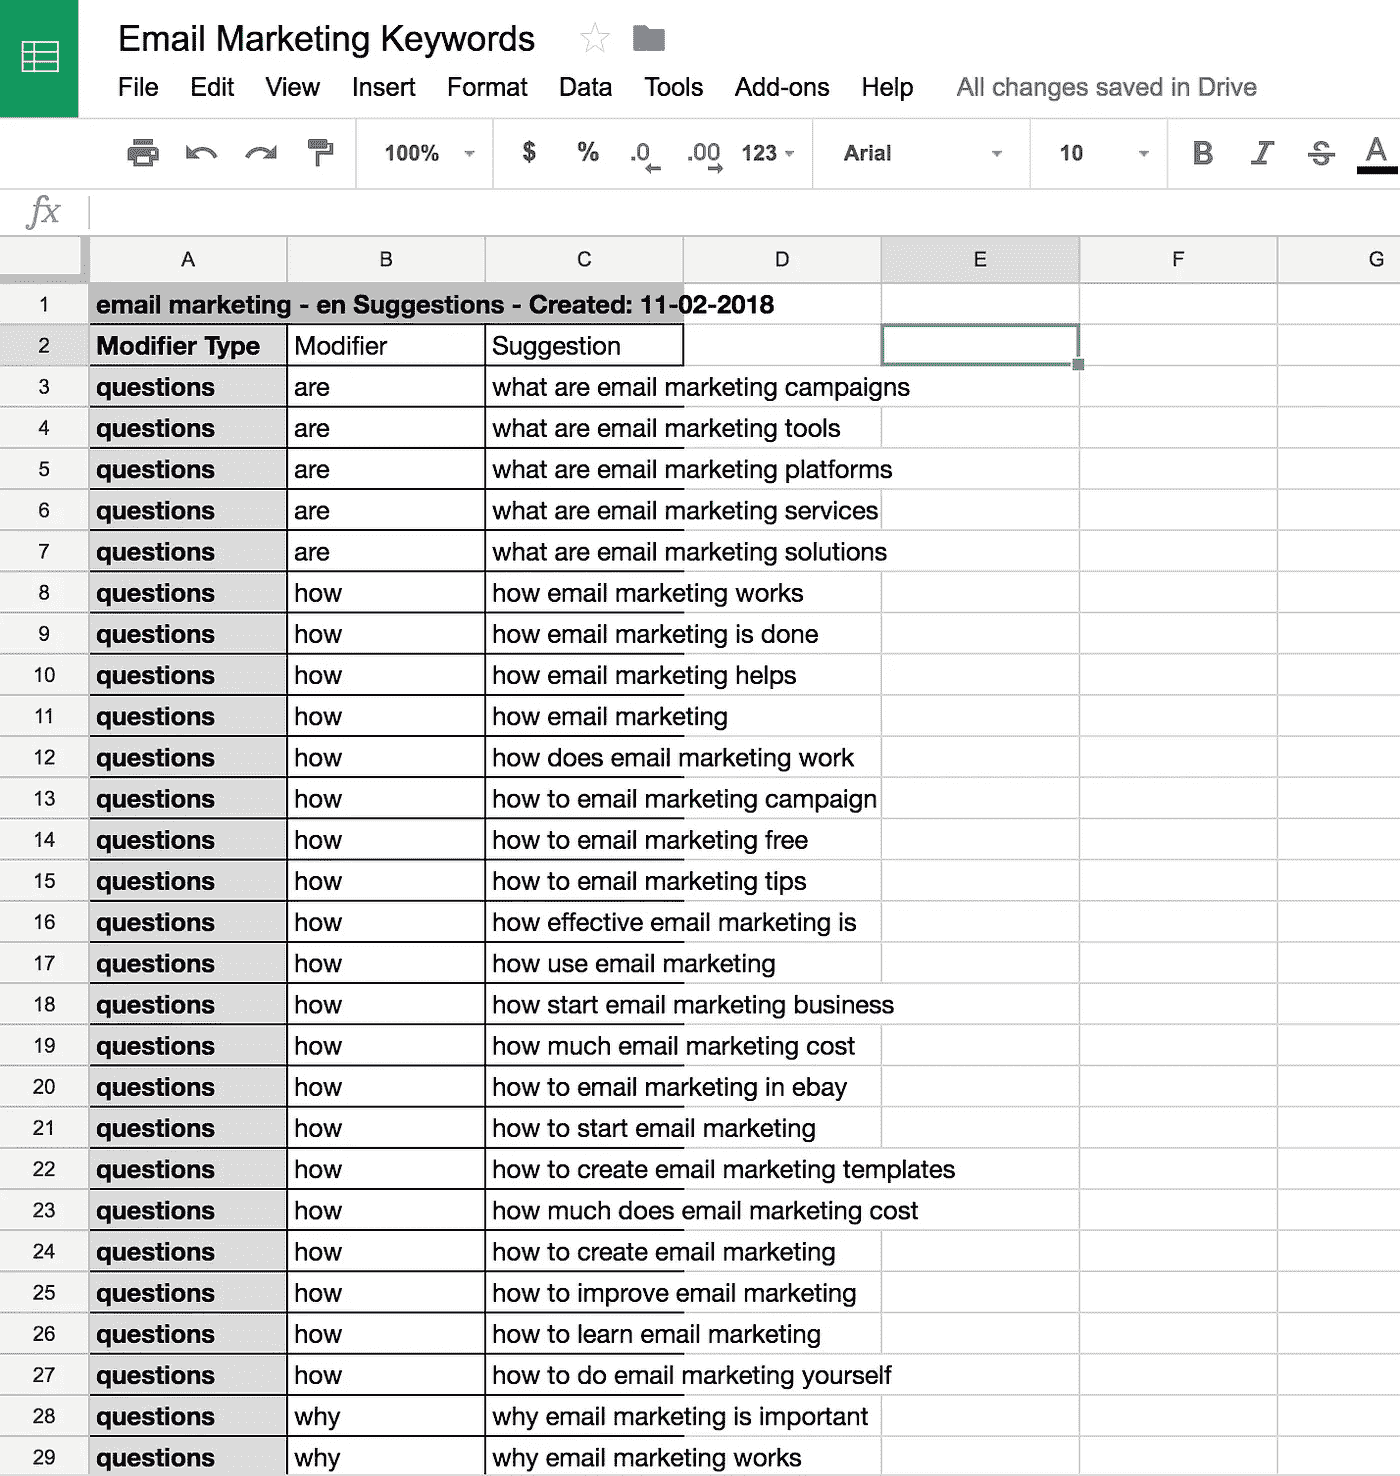 Email Marketing Keywords
File Edit View Insert Format Data Tools Add-ons Help All changes saved in Drive
100% $ % .0 .00 123 Arial 10 B I S A
fx
A B C D E F G
1 email marketing - en Suggestions - Created: 11-02-2018
2 Modifier Type Modifier Suggestion
3 questions are what are email marketing campaigns
4 questions are what are email marketing tools
5 questions are what are email marketing platforms
6 questions are what are email marketing services
7 questions are what are email marketing solutions
8 questions how how email marketing works
9 questions how how email marketing is done
10 questions how how email marketing helps
11 questions how how email marketing
12 questions how how does email marketing work
13 questions how how to email marketing campaign
14 questions how how to email marketing free
15 questions how how to email marketing tips
16 questions how how effective email marketing is
17 questions how how use email marketing
18 questions how how start email marketing business
19 questions how how much email marketing cost
20 questions how how to email marketing in ebay
21 questions how how to start email marketing
22 questions how how to create email marketing templates
23 questions how how much does email marketing cost
24 questions how how to create email marketing
25 questions how how to improve email marketing
26 questions how how to learn email marketing
27 questions how how to do email marketing yourself
28 questions why why email marketing is important
29 questions why why email marketing works